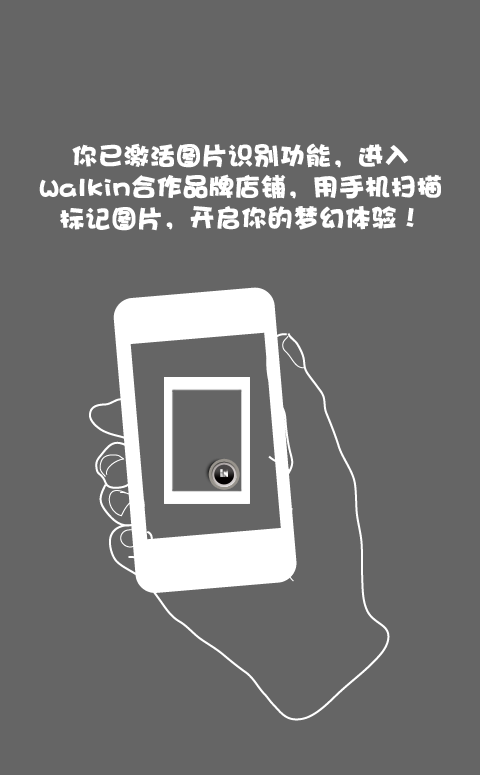 你已激活图片识别功能，进入
Walkin合作品牌店铺，用手机扫描
标记图片，开启你的梦幻体验！